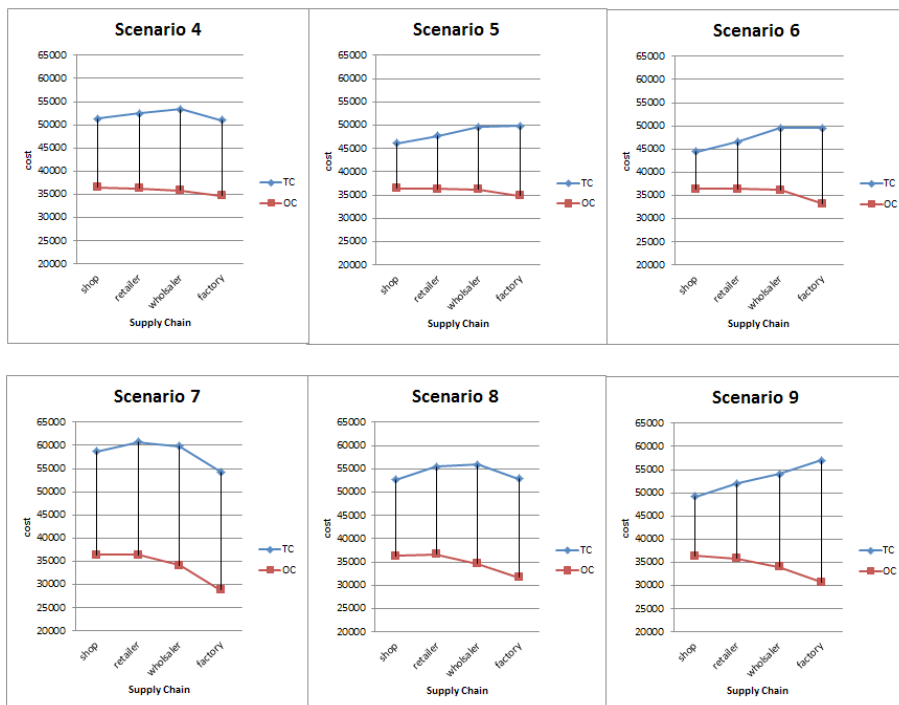 Scenario 4
65000
60000
55000
50000
45000
40000
35000
30000
25000
20000
cost
shop
retailer
wholsaler
factory
Supply Chain
TC
OC
Scenario 5
65000
60000
55000
50000
45000
40000
35000
30000
25000
20000
cost
shop
retailer
wholsaler
factory
Supply Chain
TC
OC
Scenario 6
65000
60000
55000
50000
45000
40000
35000
30000
25000
20000
cost
shop
retailer
wholsaler
factory
Supply Chain
TC
OC
Scenario 7
65000
60000
55000
50000
45000
40000
35000
30000
25000
20000
cost
shop
retailer
wholsaler
factory
Supply Chain
TC
OC
Scenario 8
65000
60000
55000
50000
45000
40000
35000
30000
25000
20000
cost
shop
retailer
wholsaler
factory
Supply Chain
TC
OC
Scenario 9
65000
60000
55000
50000
45000
40000
35000
30000
25000
20000
cost
shop
retailer
wholsaler
factory
Supply Chain
TC
OC